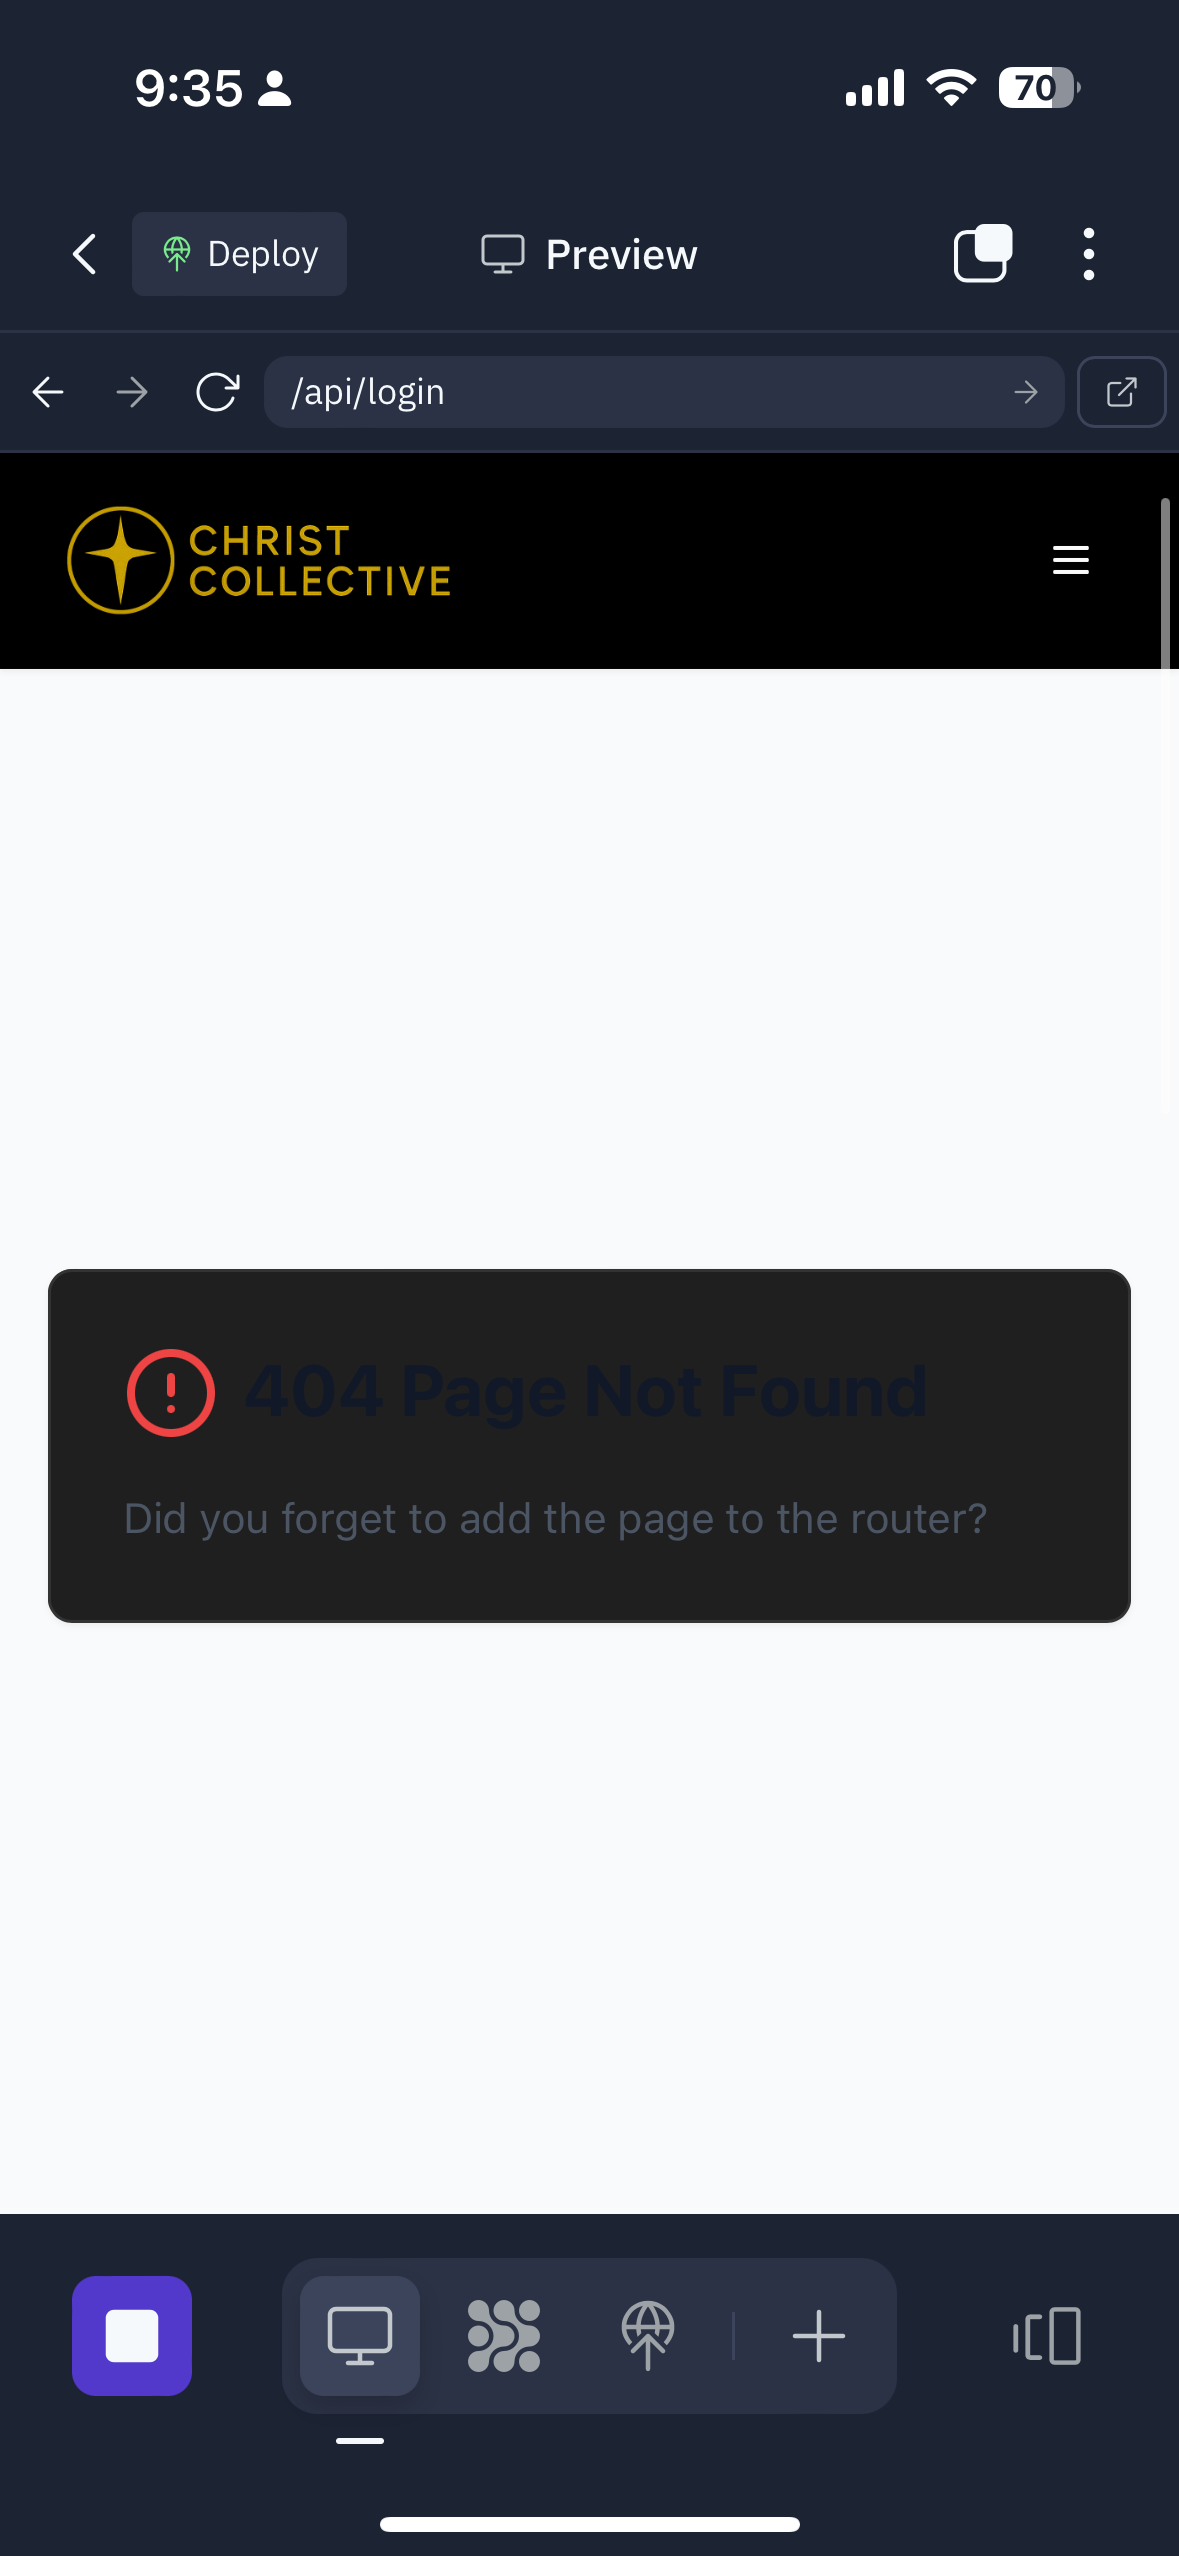 9:35
70
Deploy
Preview
/api/login
CHRIST
COLLECTIVE
404 Page Not Found
Did you forget to add the page to the router?